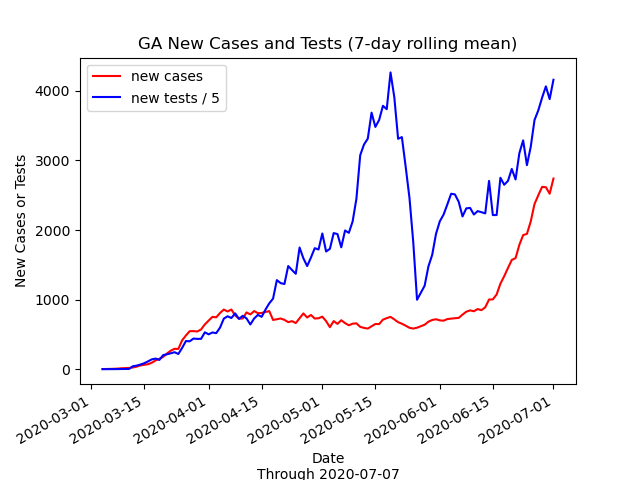 GA New Cases and Tests (7-day rolling mean)
new cases
new tests / 5
New Cases or Tests
4000
3000
2000
1000
0
2020-03-01
2020-03-15
2020-04-01
2020-04-15
2020-05-01
2020-05-15
2020-06-01
2020-06-15
2020-07-01
Date
Through 2020-07-07